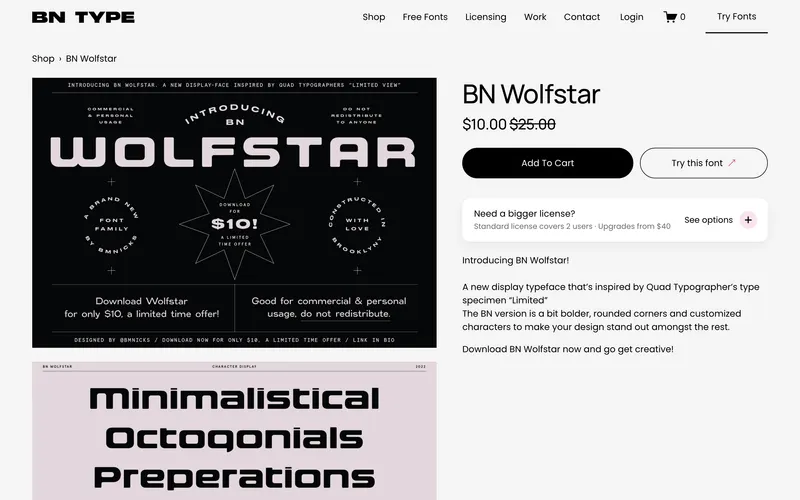 BN TYPE
Shop Free Fonts Licensing Work Contact Login 0 Try Fonts
Shop › BN Wolfstar
INTRODUCING BN WOLFSTAR. A NEW DISPLAY-FACE INSPIRED BY QUAD TYPOGRAPHERS "LIMITED VIEW"
COMMERCIAL
& PERSONAL
USAGE
INTRODUCING
BN
DO NOT
REDISTRIBUTE
TO ANYONE
WOLFSTAR
A BRAND NEW
FONT
FAMILY
BY BMNICKS
DOWNLOAD
FOR
$10!
A LIMITED
TIME OFFER
CONSTRUCTED IN
WITH
LOVE
BROOKLYNY
Download Wolfstar
for only $10, a limited time offer!
Good for commercial & personal
usage, do not redistribute.
DESIGNED BY @BMNICKS / DOWNLOAD NOW FOR ONLY $10, A LIMITED TIME OFFER / LINK IN BIO
BN WOLFSTAR CHARACTER DISPLAY 2022
Minimalistical
Octogonials
Preperations
BN Wolfstar
$10.00 $25.00
Add To Cart
Try this font ↗
Need a bigger license?
Standard license covers 2 users · Upgrades from $40
See options +
Introducing BN Wolfstar!
A new display typeface that's inspired by Quad Typographer's type
specimen “Limited”
The BN version is a bit bolder, rounded corners and customized
characters to make your design stand out amongst the rest.
Download BN Wolfstar now and go get creative!